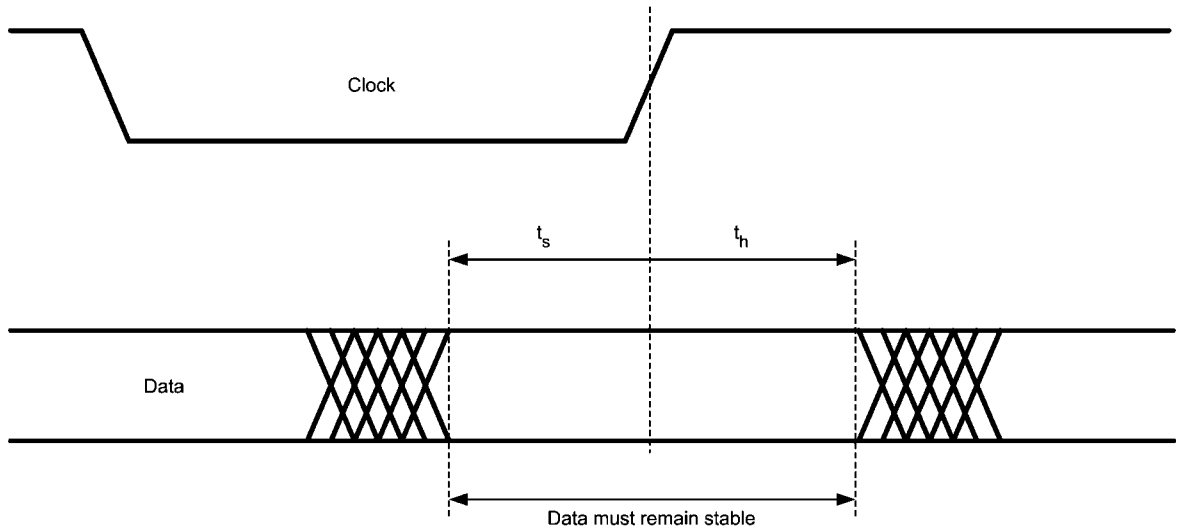 Clock
ts
th
Data
Data must remain stable